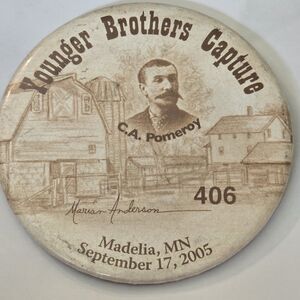 Younger Brothers Capture
C.A. Pomeroy
406
Marian Anderson
Madelia, MN
September 17, 2005